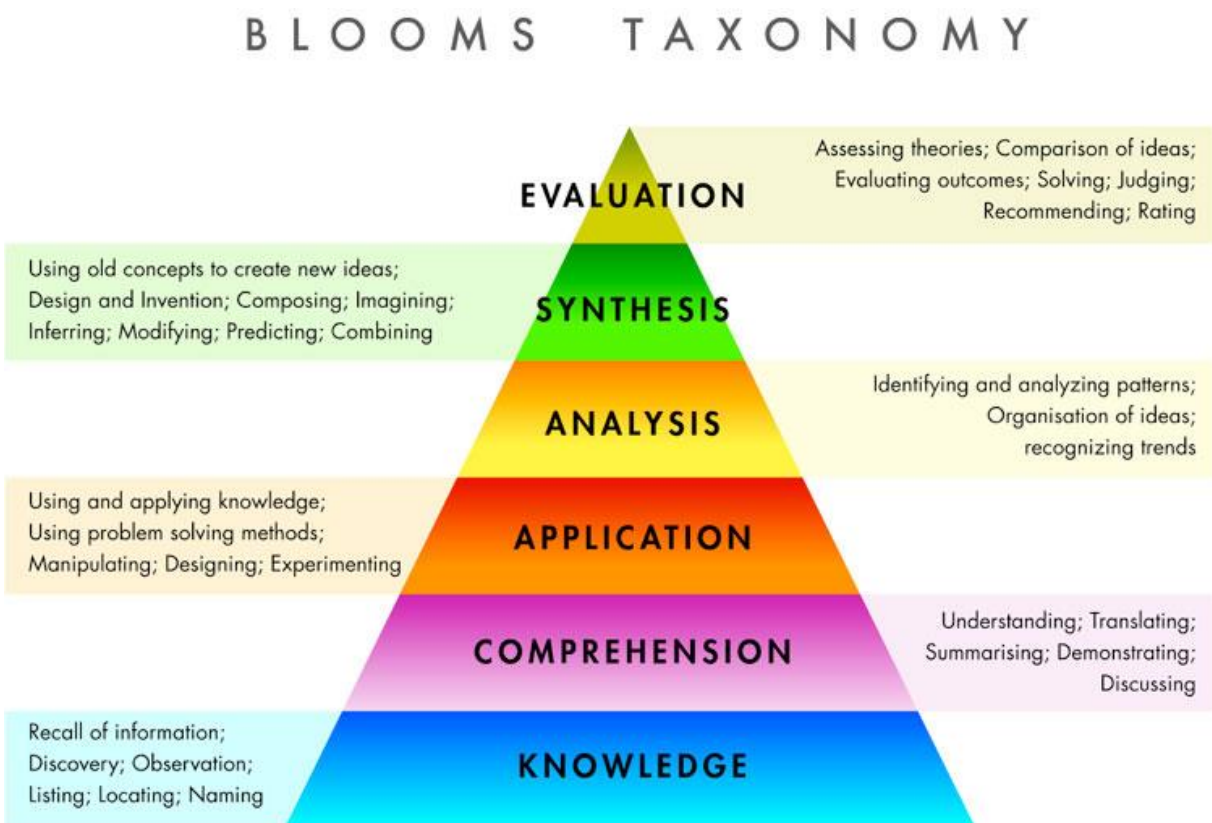 BLOOMS TAXONOMY
EVALUATION
Assessing theories; Comparison of ideas;
Evaluating outcomes; Solving; Judging;
Recommending; Rating
Using old concepts to create new ideas;
Design and Invention; Composing; Imagining;
Inferring; Modifying; Predicting; Combining
SYNTHESIS
ANALYSIS
Identifying and analyzing patterns;
Organisation of ideas;
recognizing trends
Using and applying knowledge;
Using problem solving methods;
Manipulating; Designing; Experimenting
APPLICATION
COMPREHENSION
Understanding; Translating;
Summarising; Demonstrating;
Discussing
Recall of information;
Discovery; Observation;
Listing; Locating; Naming
KNOWLEDGE